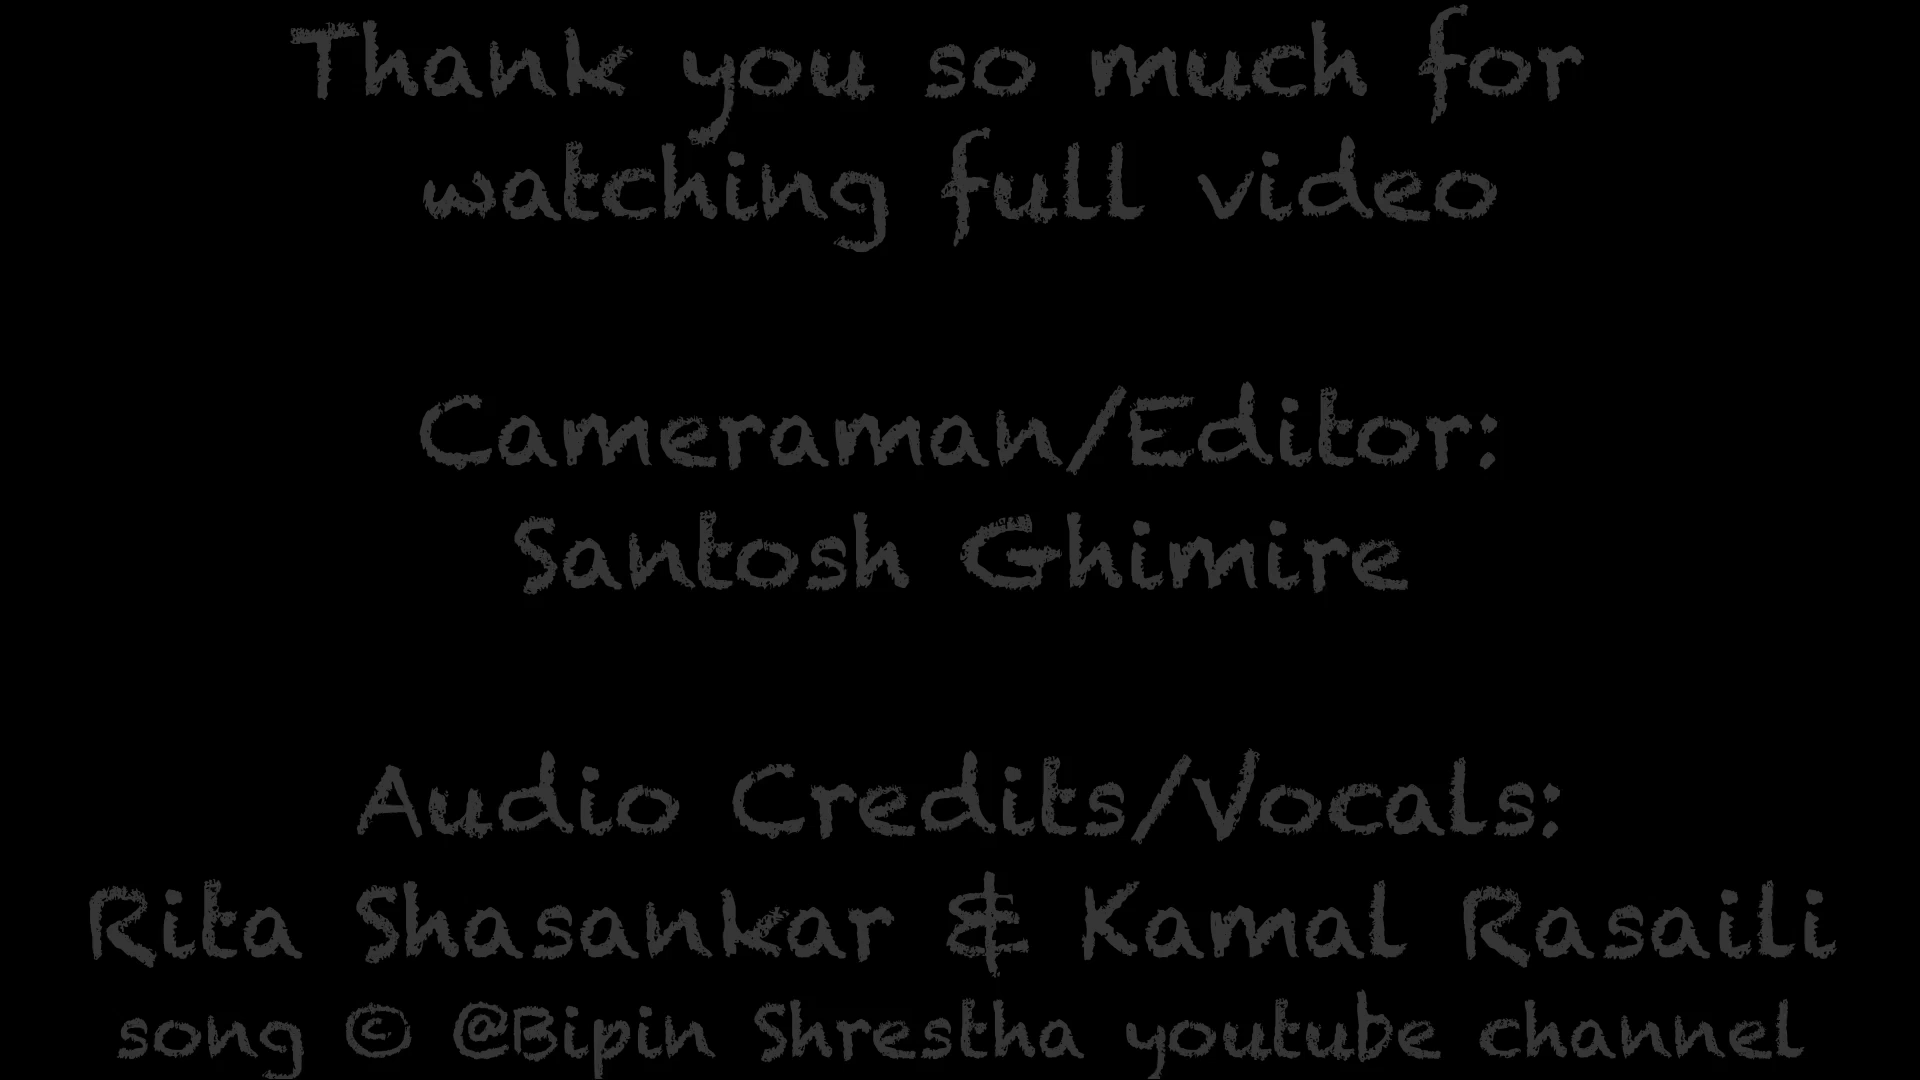 Thank you so much for
watching full video
Cameraman/Editor:
Santosh Ghimire
Audio Credits/Vocals:
Rita Shasankar & Kamal Rasaili
song © @Bipin Shrestha youtube channel